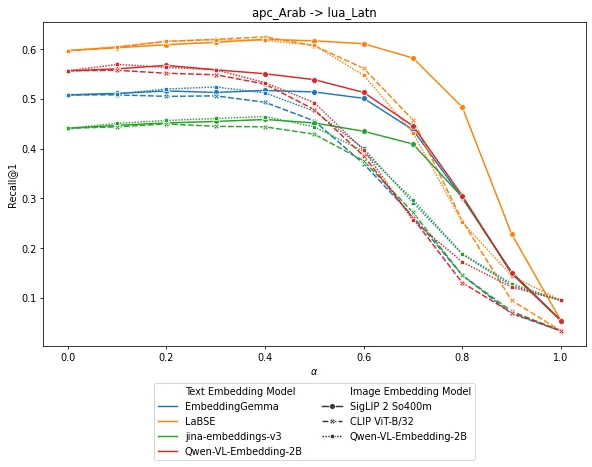 apc_Arab -> lua_Latn
Recall@1
0.6
0.5
0.4
0.3
0.2
0.1
0.0 0.2 0.4 0.6 0.8 1.0
α
Text Embedding Model Image Embedding Model
EmbeddingGemma SigLIP 2 So400m
LaBSE CLIP ViT-B/32
jina-embeddings-v3 Qwen-VL-Embedding-2B
Qwen-VL-Embedding-2B